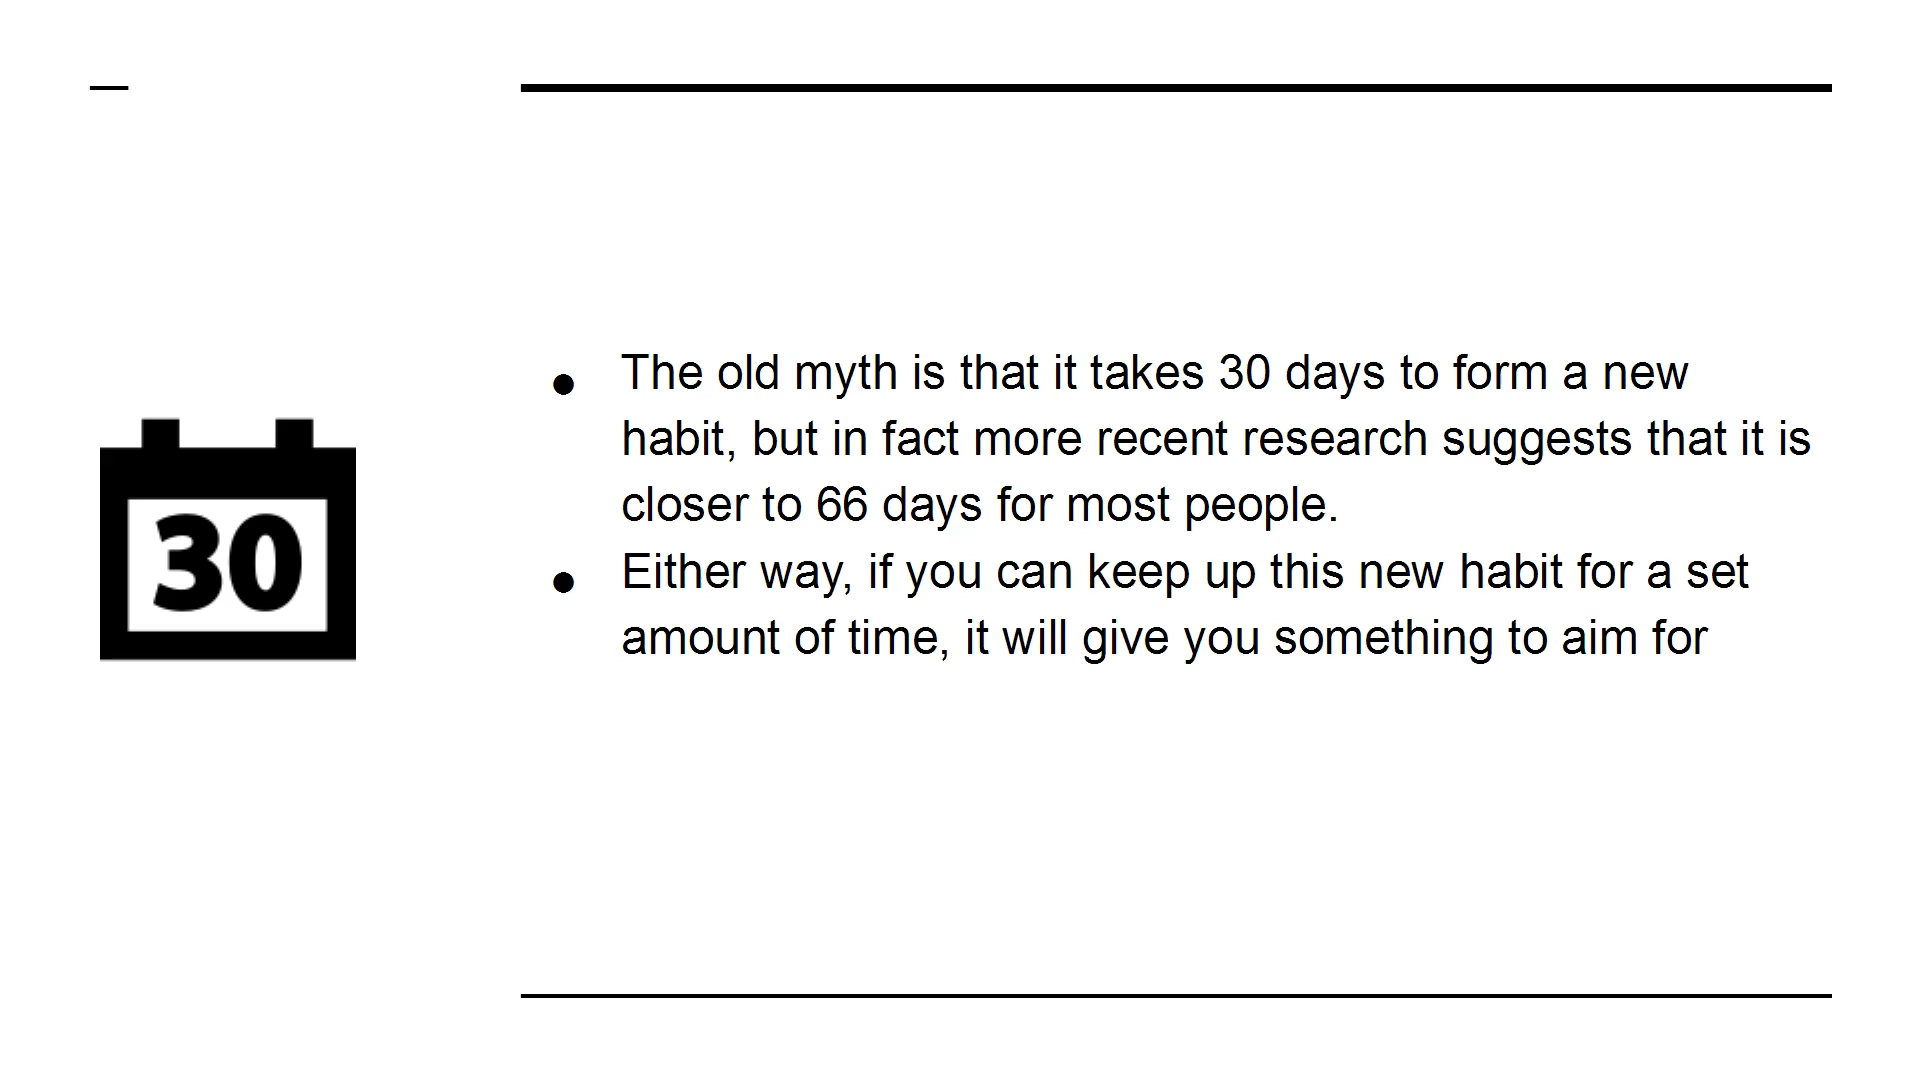 30
● The old myth is that it takes 30 days to form a new
habit, but in fact more recent research suggests that it is
closer to 66 days for most people.
● Either way, if you can keep up this new habit for a set
amount of time, it will give you something to aim for